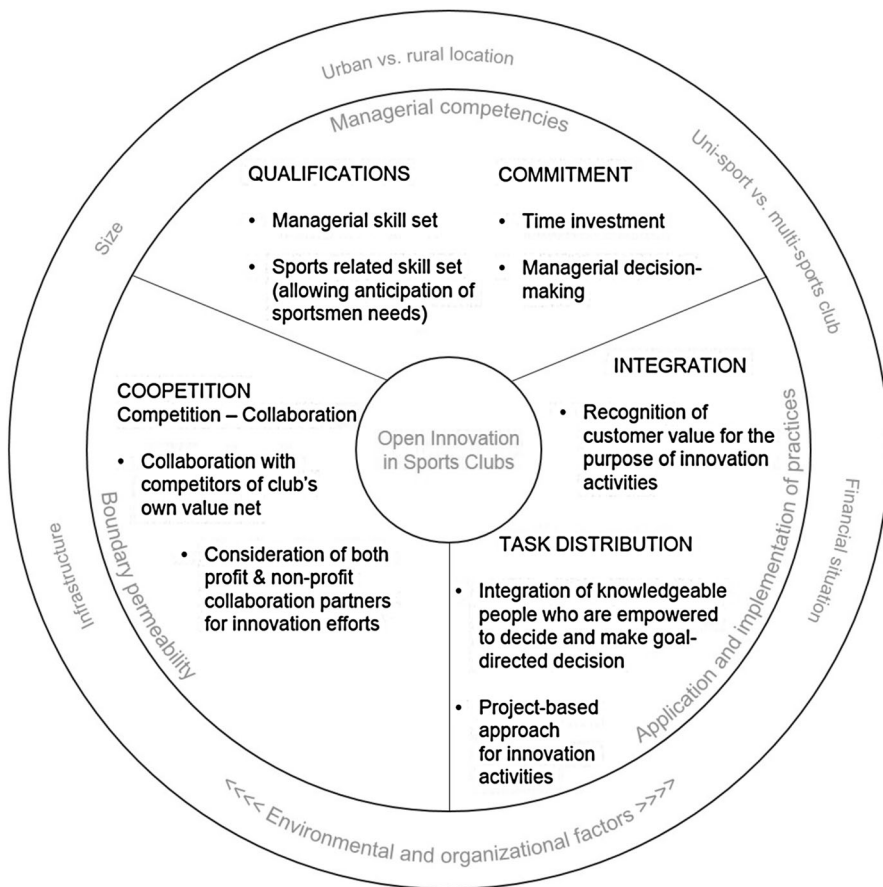 Urban vs. rural location
Managerial competencies
Uni-sport vs. multi-sports club
Size
QUALIFICATIONS
• Managerial skill set
• Sports related skill set
(allowing anticipation of
sportsmen needs)
COMMITMENT
• Time investment
• Managerial decision-
making
COOPETITION
Competition – Collaboration
• Collaboration with
competitors of club's
own value net
• Consideration of both
profit & non-profit
collaboration partners
for innovation efforts
Boundary permeability
Infrastructure
Open Innovation
in Sports Clubs
INTEGRATION
• Recognition of
customer value for the
purpose of innovation
activities
TASK DISTRIBUTION
• Integration of knowledgeable
people who are empowered
to decide and make goal-
directed decision
• Project-based
approach
for innovation
activities
Application and implementation of practices
Financial situation
<<<< Environmental and organizational factors >>>>